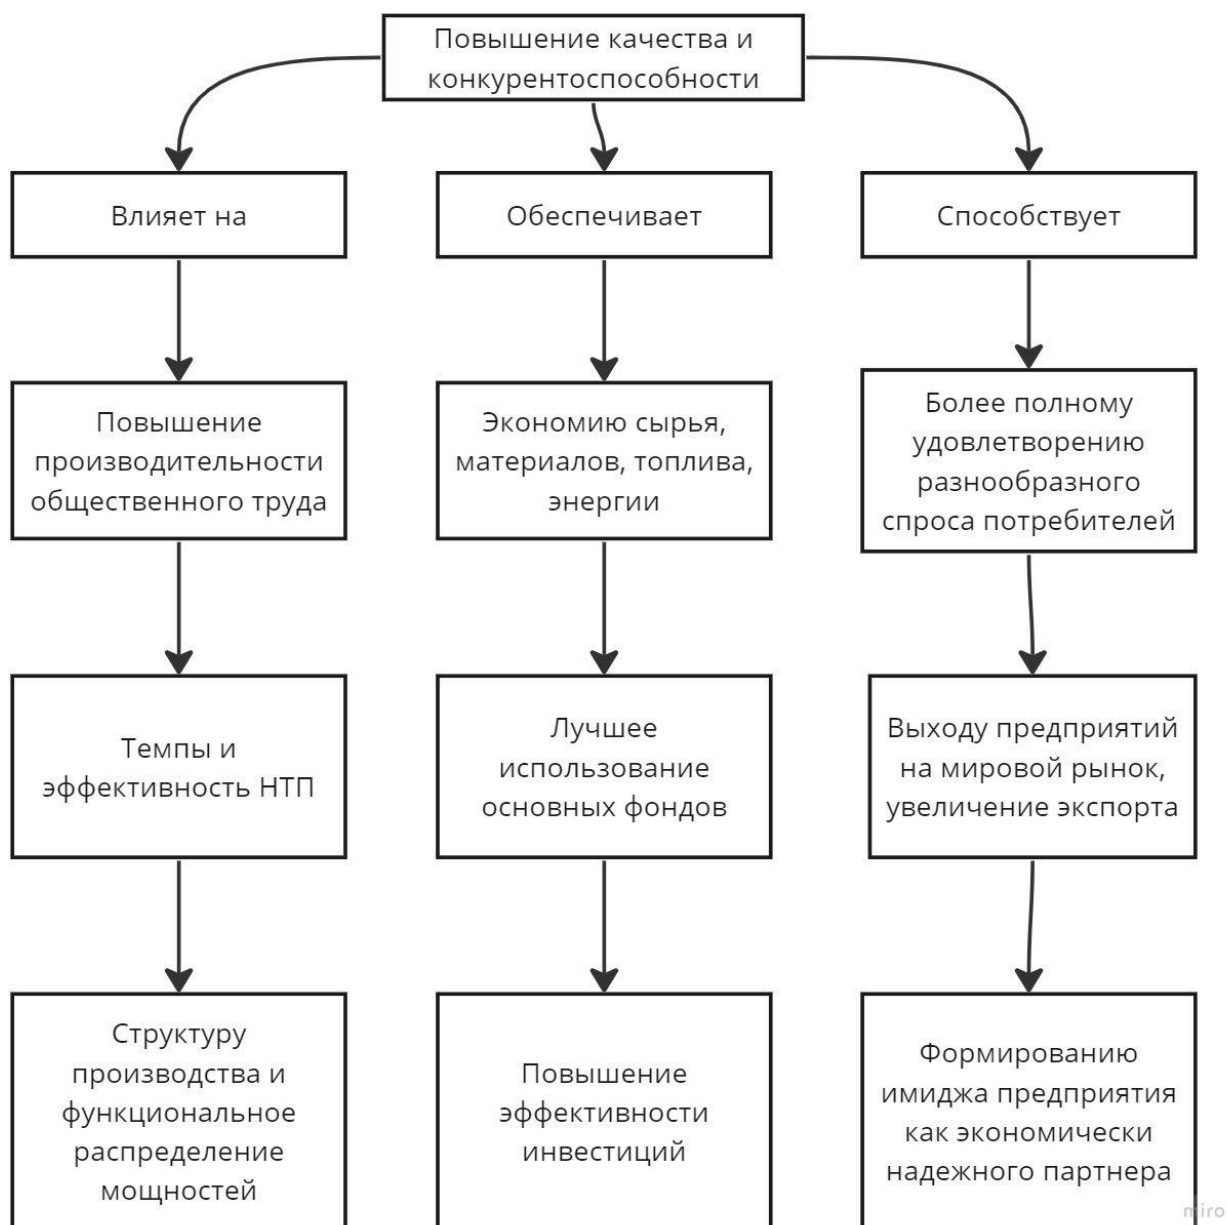 Повышение качества и
конкурентоспособности
Влияет на
Обеспечивает
Способствует
Повышение
производительности
общественного труда
Экономию сырья,
материалов, топлива,
энергии
Более полному
удовлетворению
разнообразного
спроса потребителей
Темпы и
эффективность НТП
Лучшее
использование
основных фондов
Выходу предприятий
на мировой рынок,
увеличение экспорта
Структуру
производства и
функциональное
распределение
мощностей
Повышение
эффективности
инвестиций
Формированию
имиджа предприятия
как экономически
надежного партнера
miro